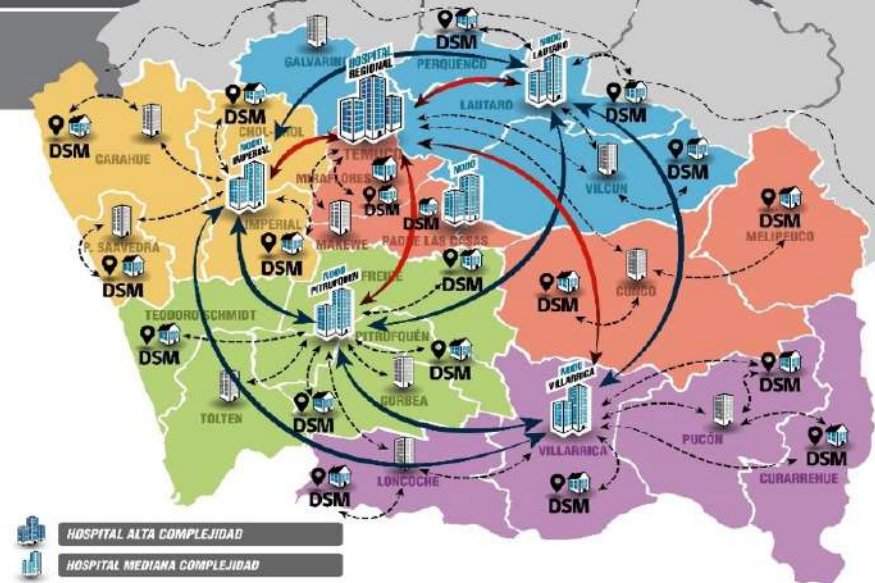 DSM
NODO
LAUTARO
HOSPITAL
REGIONAL
GALVARINO
PERQUENCO
LAUTARO
DSM
DSM
CHOL-CHOL
DSM
CARAHUE
NODO
IMPERIAL
TEMUCO
MIRAFLORES
NODO
VILCUN
DSM
DSM
DSM
PADRE LAS CASAS
DSM
MELIPEUCO
P. SAAVEDRA
IMPERIAL
MAKEWE
DSM
DSM
NODO
PITRUFQUEN
FREIRE
DSM
CUNCO
DSM
TEODORO SCHMIDT
DSM
PITRUFQUÉN
DSM
NODO
VILLARRICA
DSM
TOLTEN
DSM
GORBEA
VILLARRICA
PUCÓN
DSM
CURARREHUE
DSM
LONCOCHE
DSM
HOSPITAL ALTA COMPLEJIDAD
HOSPITAL MEDIANA COMPLEJIDAD